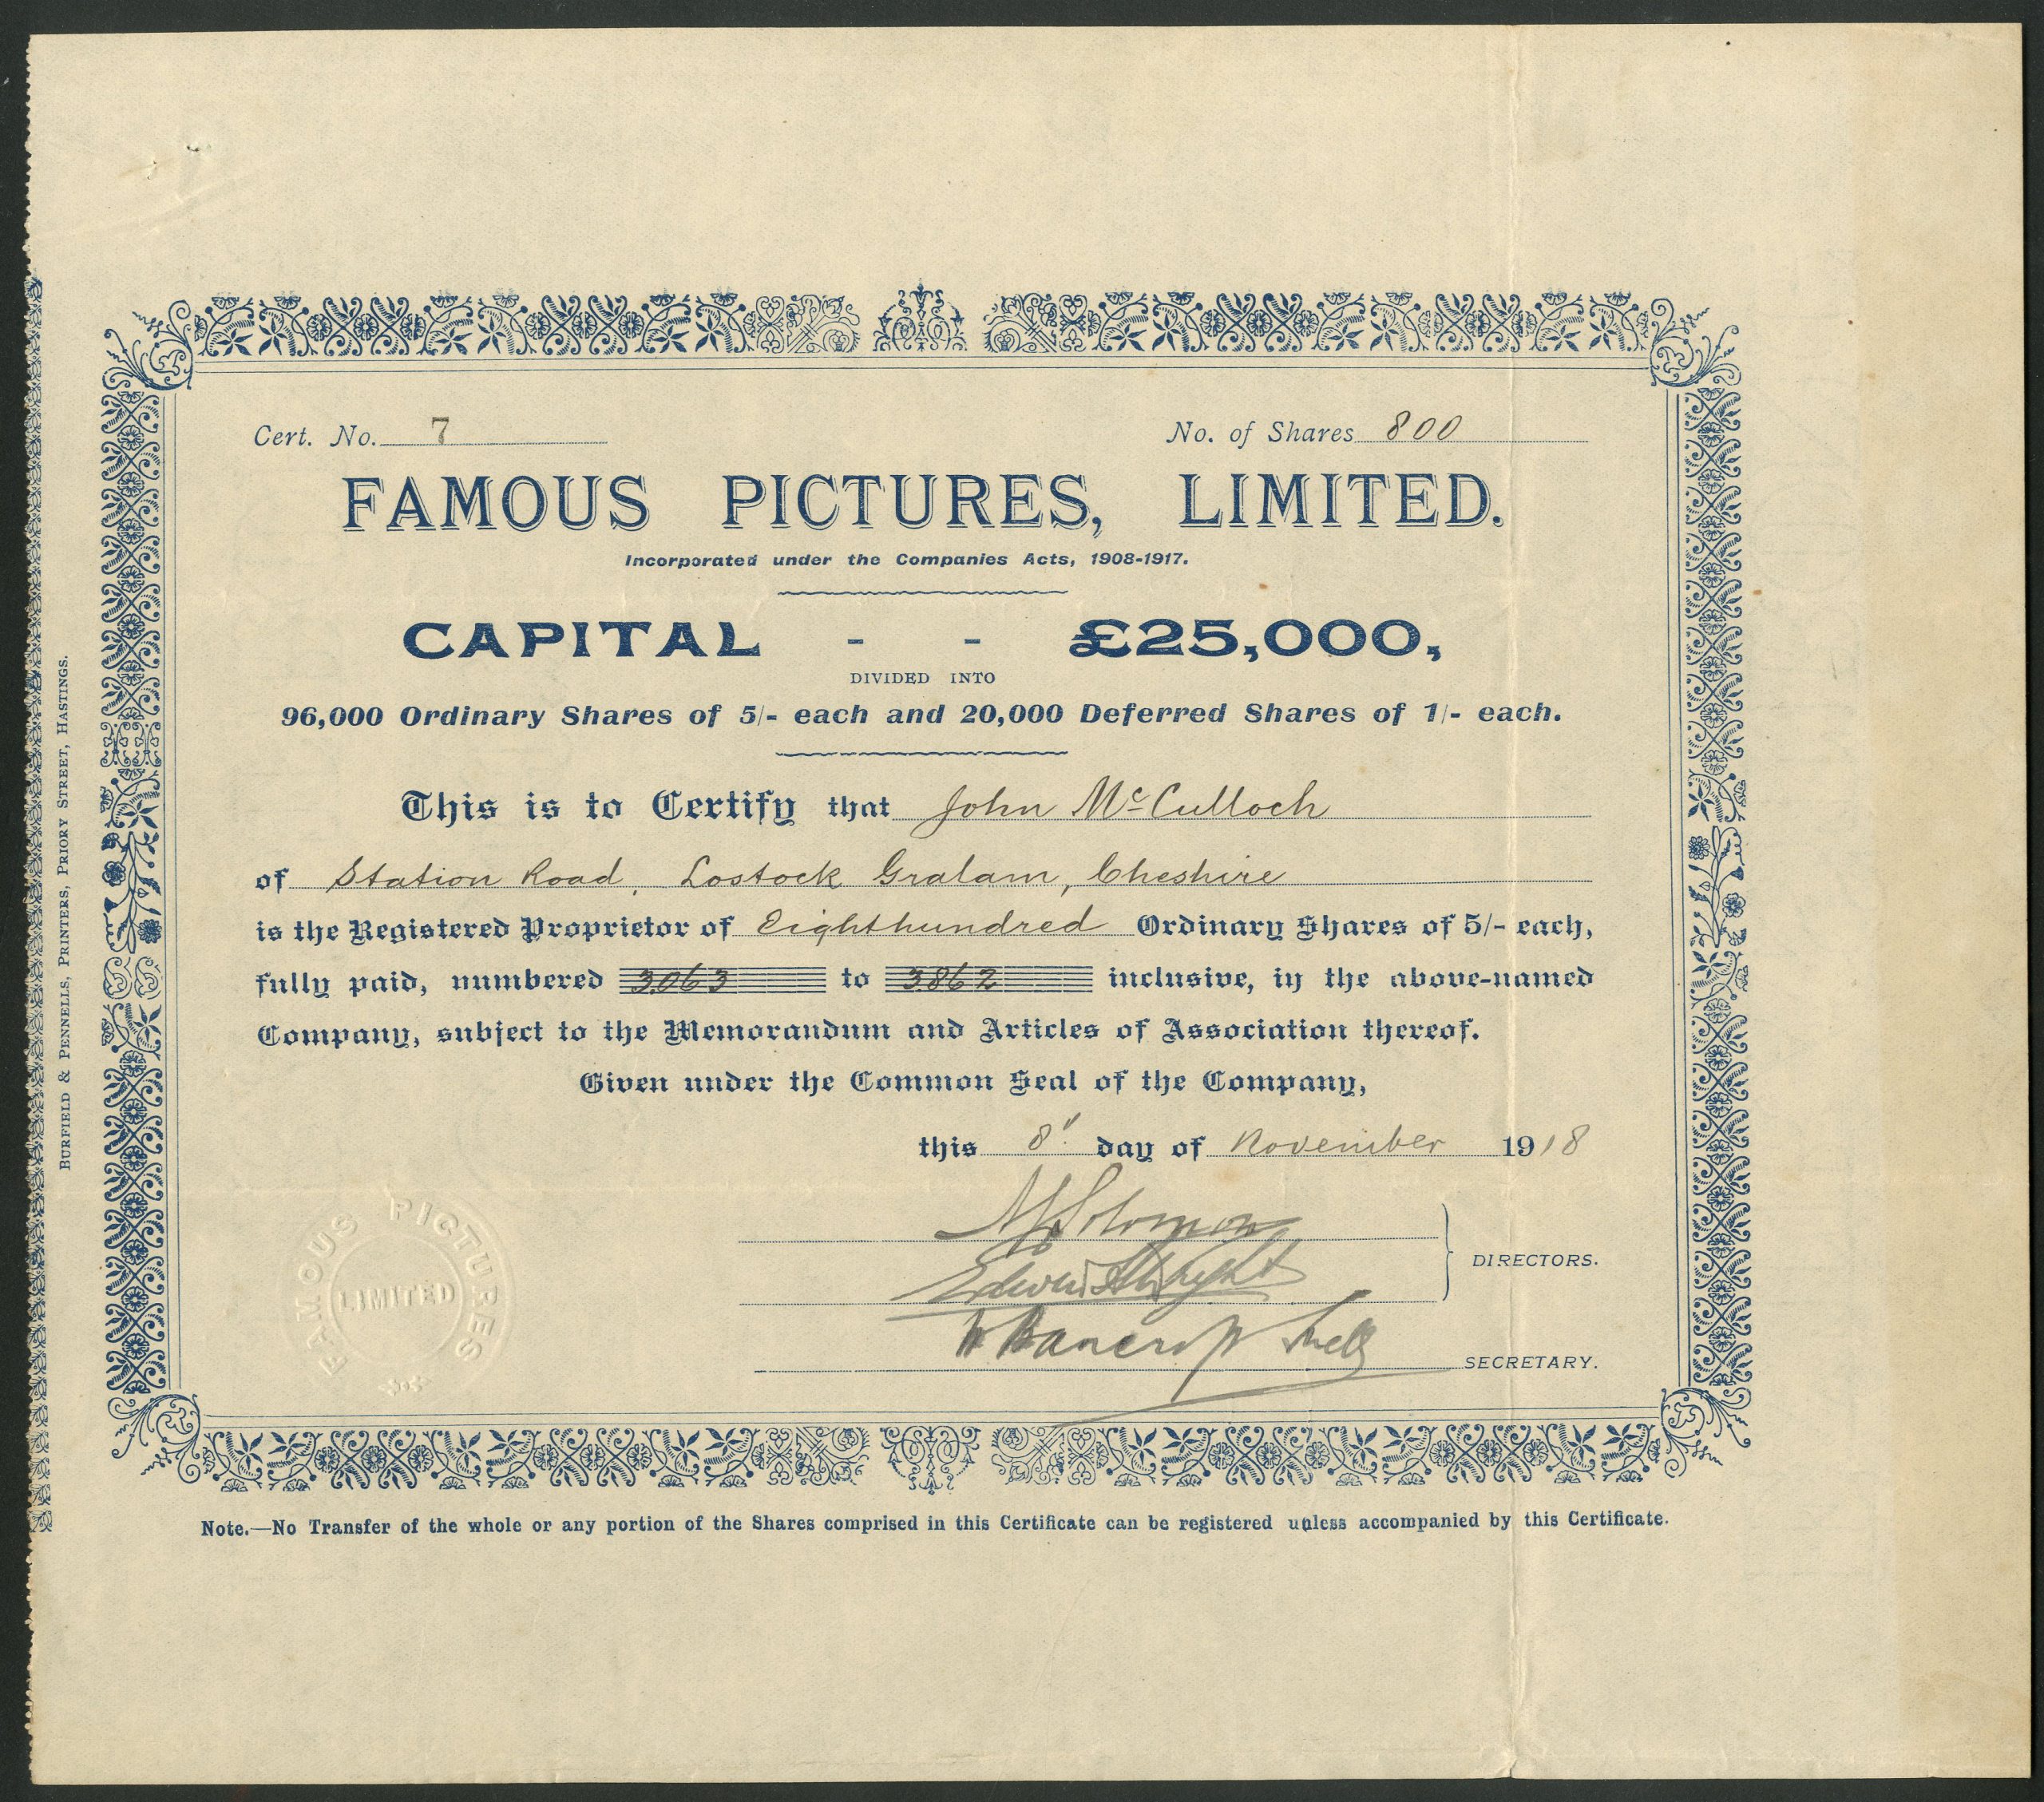 Cert. No. 7 No. of Shares 800
FAMOUS PICTURES, LIMITED.
Incorporated under the Companies Acts, 1908-1917.
CAPITAL - - £25,000,
DIVIDED INTO
96,000 Ordinary Shares of 5/- each and 20,000 Deferred Shares of 1/- each.
This is to Certify that John McCulloch
of Station Road, Lostock Gralam, Cheshire
is the Registered Proprietor of Eighthundred Ordinary Shares of 5/- each,
fully paid, numbered 3063 to 3862 inclusive, in the above-named
Company, subject to the Memorandum and Articles of Association thereof.
Given under the Common Seal of the Company,
this 8" day of November 1918
Solomon
DIRECTORS.
W Bancroft
SECRETARY.
FAMOUS PICTURES
LIMITED
Note.—No Transfer of the whole or any portion of the Shares comprised in this Certificate can be registered unless accompanied by this Certificate.
BURFIELD & PENNELLS, PRINTERS, PRIORY STREET, HASTINGS.